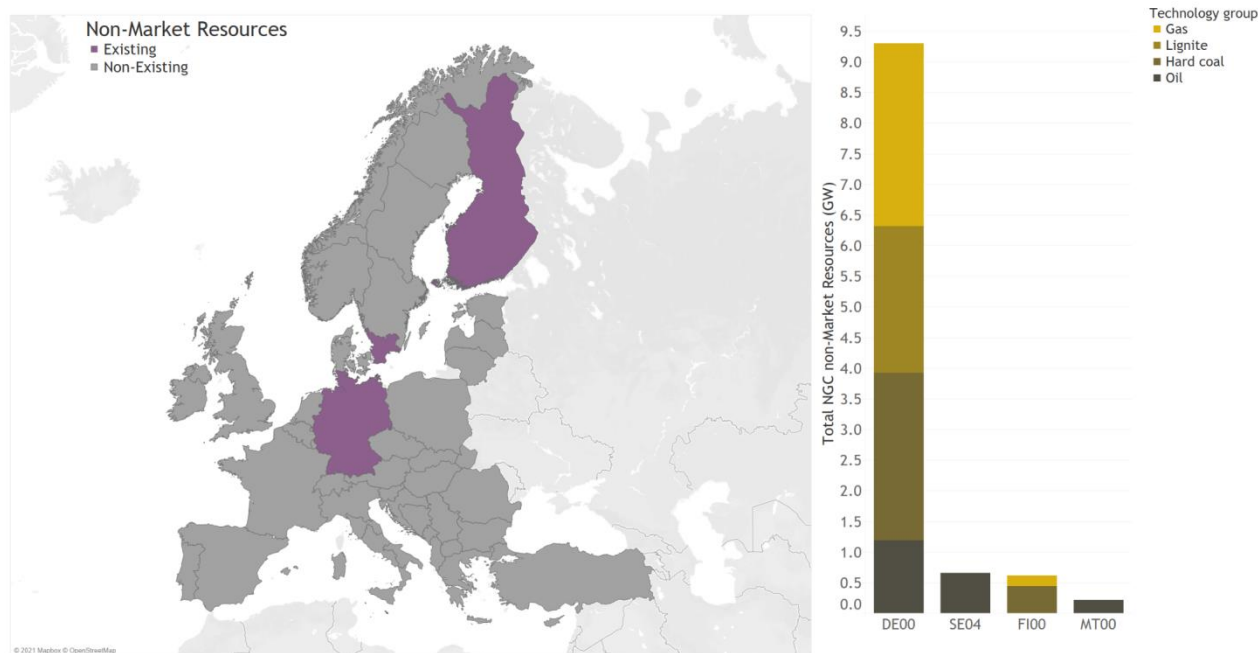 Non-Market Resources
Existing
Non-Existing
© 2021 Mapbox © OpenStreetMap
Total NGC non-Market Resources (GW)
9.5
9.0
8.5
8.0
7.5
7.0
6.5
6.0
5.5
5.0
4.5
4.0
3.5
3.0
2.5
2.0
1.5
1.0
0.5
0.0
DE00 SE04 FI00 MT00
Technology group
Gas
Lignite
Hard coal
Oil